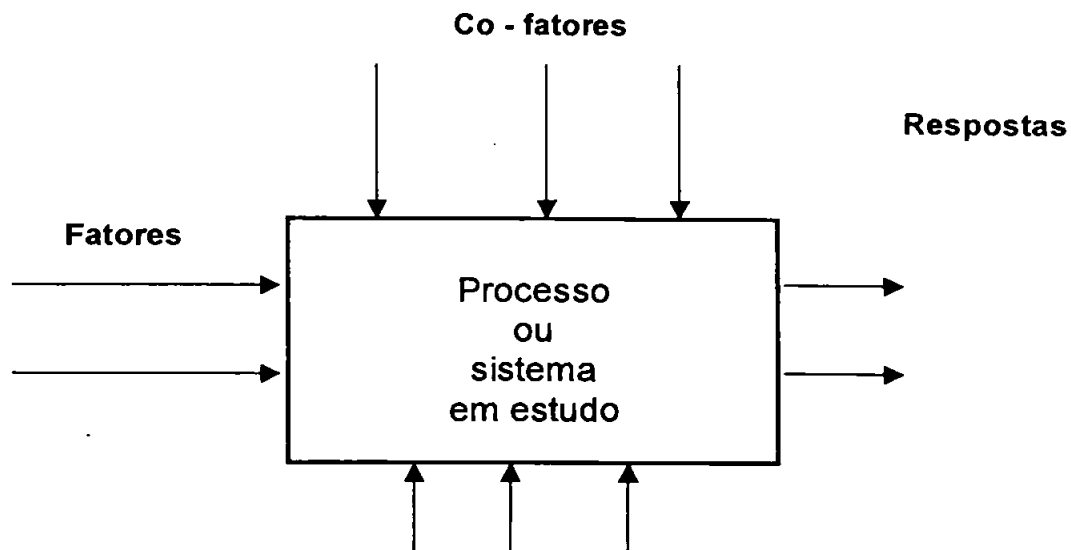 Co - fatores
Respostas
Fatores
Processo
ou
sistema
em estudo